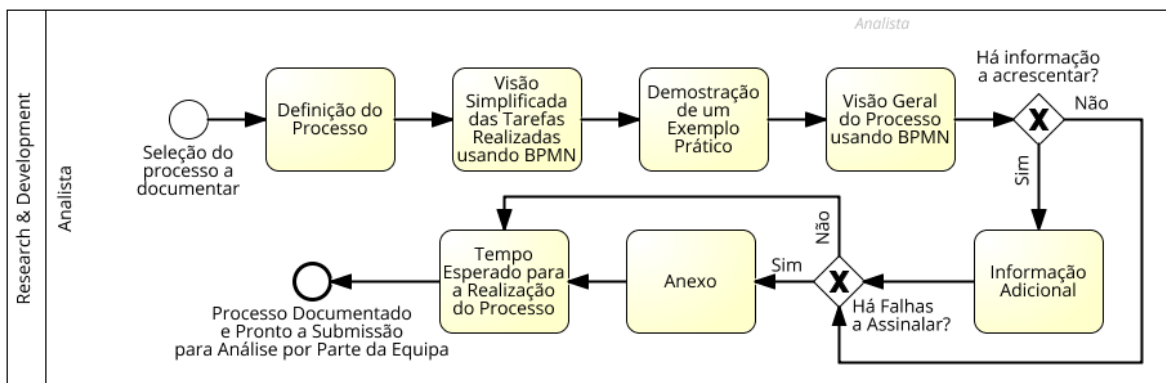 Research & Development
Analista
Analista
Seleção do
processo a
documentar
Definição do
Processo
Visão
Simplificada
das Tarefas
Realizadas
usando BPMN
Demostração
de um
Exemplo
Prático
Visão Geral
do Processo
usando BPMN
Há informação
a acrescentar?
Não
Sim
Informação
Adicional
Há Falhas
a Assinalar?
Não
Sim
Anexo
Tempo
Esperado para
a Realização
do Processo
Processo Documentado
e Pronto a Submissão
para Análise por Parte da Equipa